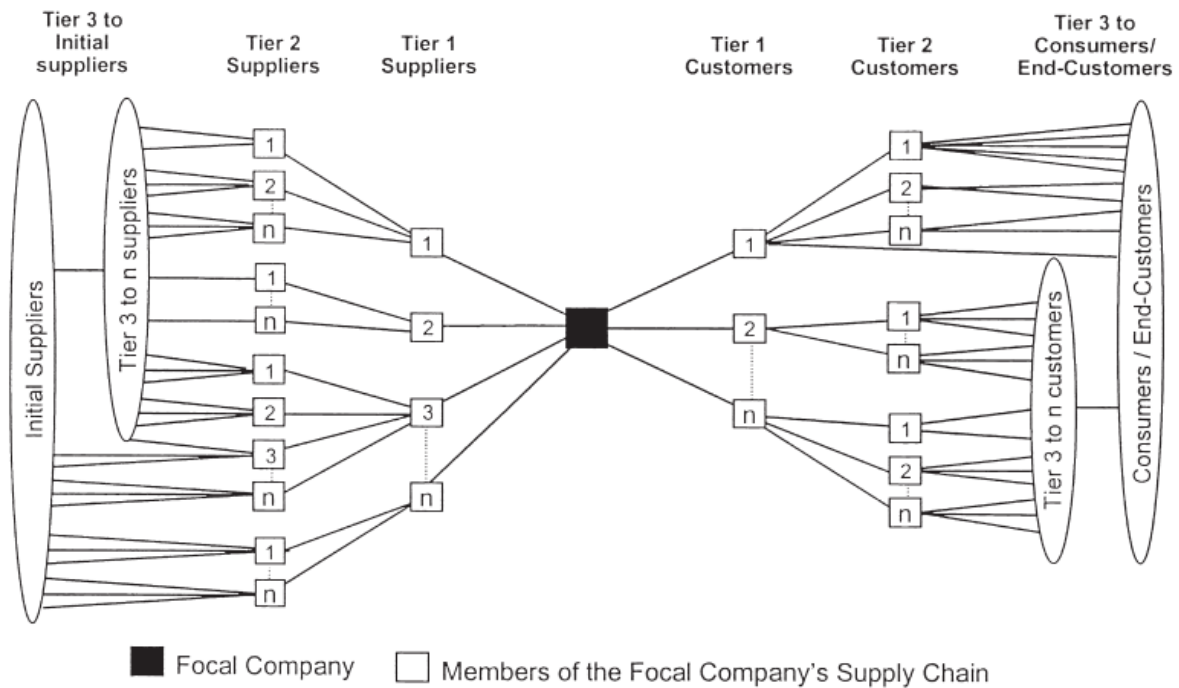 Tier 3 to
Initial
suppliers
Tier 2
Suppliers
Tier 1
Suppliers
Tier 1
Customers
Tier 2
Customers
Tier 3 to
Consumers/
End-Customers
Initial Suppliers
Tier 3 to n suppliers
1
2
n
1
n
1
2
3
n
1
n
1
2
3
n
1
2
n
1
2
n
1
n
1
2
n
Tier 3 to n customers
Consumers / End-Customers
Focal Company
Members of the Focal Company's Supply Chain